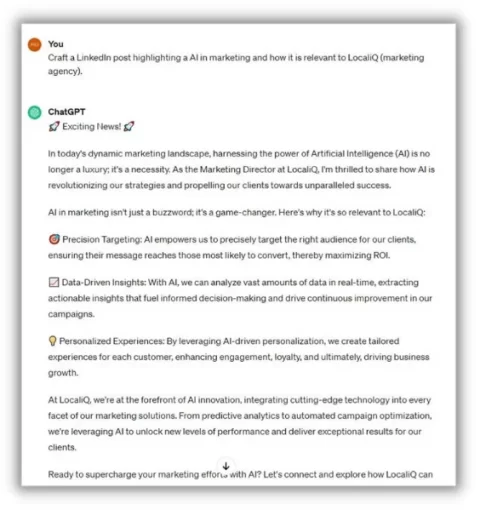 You
Craft a LinkedIn post highlighting a AI in marketing and how it is relevant to LocaliQ (marketing
agency).
ChatGPT
🚀 Exciting News! 🚀
In today's dynamic marketing landscape, harnessing the power of Artificial Intelligence (AI) is no
longer a luxury; it's a necessity. As the Marketing Director at LocaliQ, I'm thrilled to share how AI is
revolutionizing our strategies and propelling our clients towards unparalleled success.
AI in marketing isn't just a buzzword; it's a game-changer. Here's why it's so relevant to LocaliQ:
🎯 Precision Targeting: AI empowers us to precisely target the right audience for our clients,
ensuring their message reaches those most likely to convert, thereby maximizing ROI.
📈 Data-Driven Insights: With AI, we can analyze vast amounts of data in real-time, extracting
actionable insights that fuel informed decision-making and drive continuous improvement in our
campaigns.
💡 Personalized Experiences: By leveraging AI-driven personalization, we create tailored
experiences for each customer, enhancing engagement, loyalty, and ultimately, driving business
growth.
At LocaliQ, we're at the forefront of AI innovation, integrating cutting-edge technology into every
facet of our marketing solutions. From predictive analytics to automated campaign optimization,
we're leveraging AI to unlock new levels of performance and deliver exceptional results for our
clients.
Ready to supercharge your marketing efforts with AI? Let's connect and explore how LocaliQ can